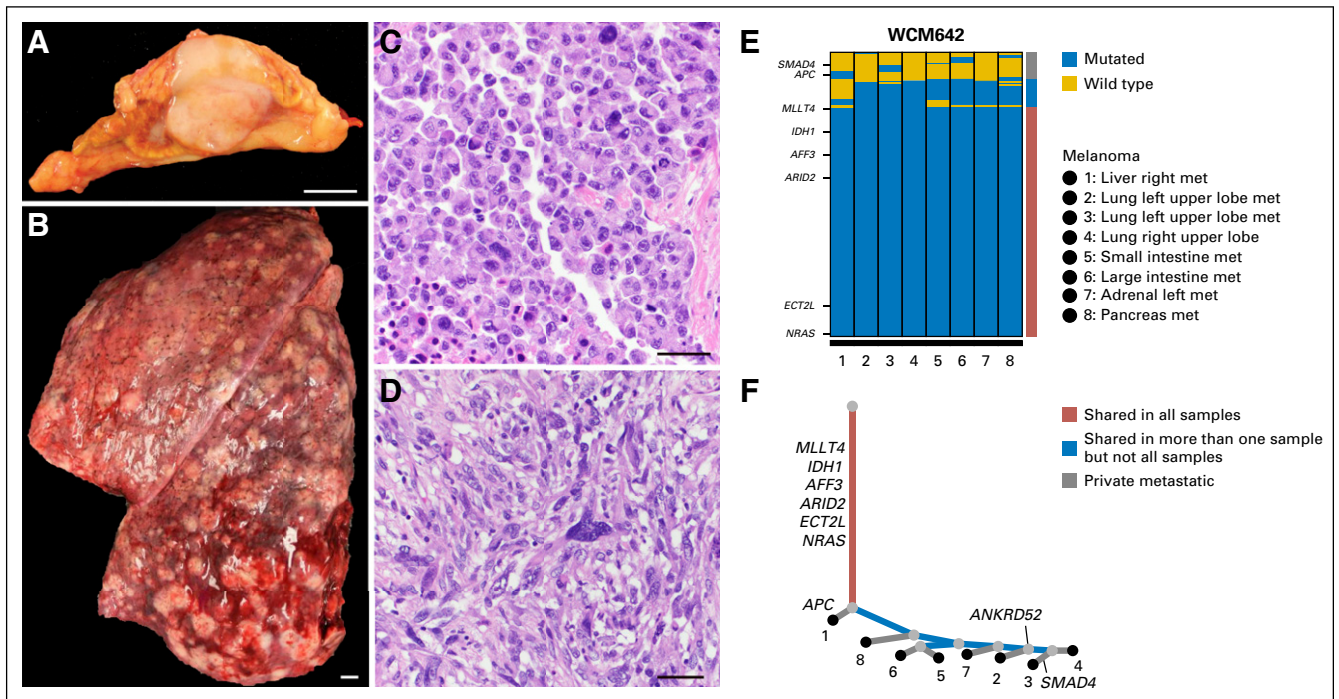 A
B
C
D
E
WCM642
SMAD4
APC
MLLT4
IDH1
AFF3
ARID2
ECT2L
NRAS
1 2 3 4 5 6 7 8
Mutated
Wild type
Melanoma
1: Liver right met
2: Lung left upper lobe met
3: Lung left upper lobe met
4: Lung right upper lobe
5: Small intestine met
6: Large intestine met
7: Adrenal left met
8: Pancreas met
F
MLLT4
IDH1
AFF3
ARID2
ECT2L
NRAS
APC
1
8
6
5
7
2
3
4
ANKRD52
SMAD4
Shared in all samples
Shared in more than one sample
but not all samples
Private metastatic